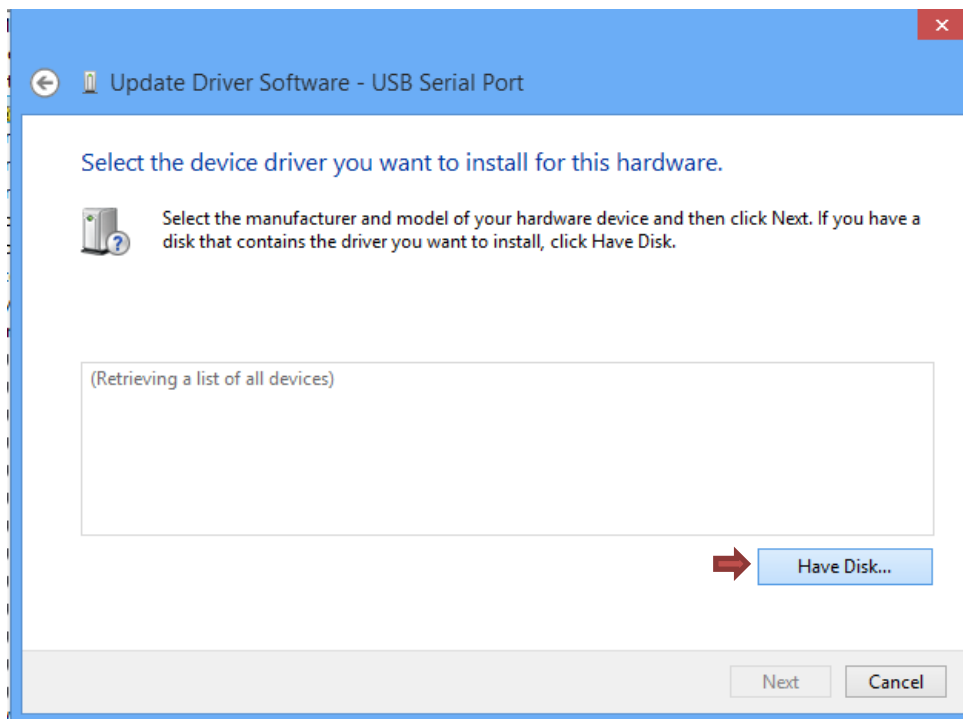 Update Driver Software - USB Serial Port
Select the device driver you want to install for this hardware.
Select the manufacturer and model of your hardware device and then click Next. If you have a
disk that contains the driver you want to install, click Have Disk.
(Retrieving a list of all devices)
Have Disk...
Next
Cancel